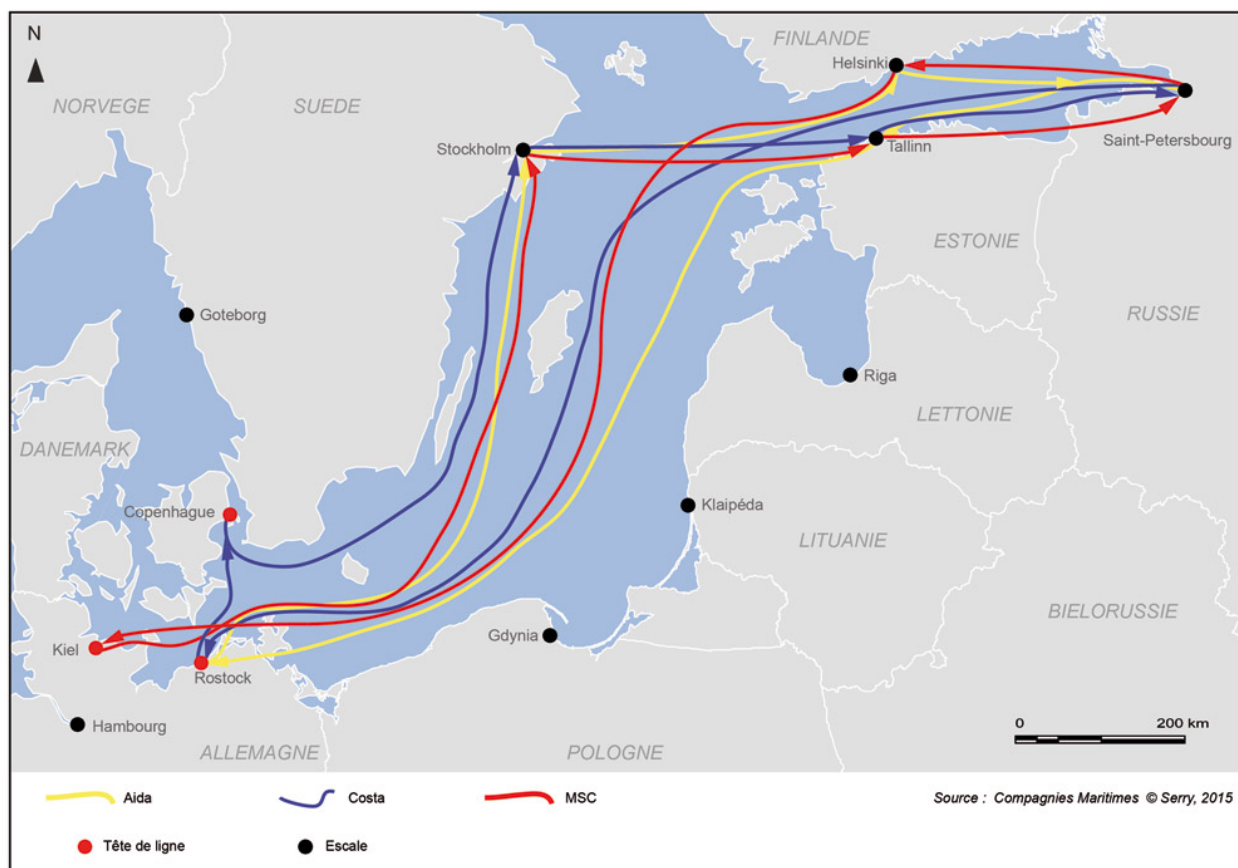 N
FINLANDE
Helsinki
NORVEGE
SUEDE
Saint-Petersbourg
Stockholm
Tallinn
ESTONIE
Goteborg
RUSSIE
Riga
LETTONIE
DANEMARK
Copenhague
Klaipéda
LITUANIE
BIELORUSSIE
Gdynia
Kiel
Rostock
Hambourg
0 200 km
ALLEMAGNE
POLOGNE
Aida
Costa
MSC
Source : Compagnies Maritimes © Serry, 2015
Tête de ligne
Escale